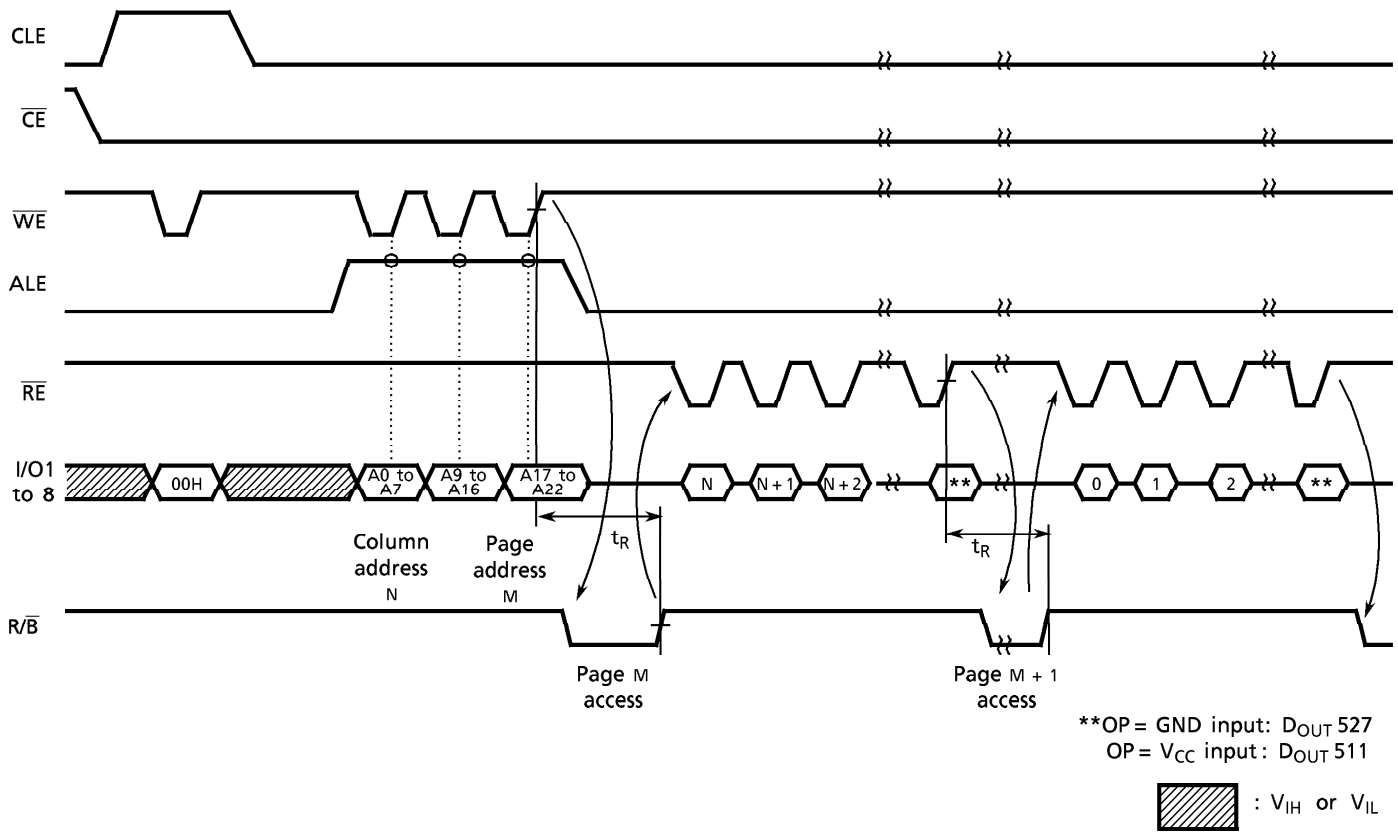 CLE
CE
WE
ALE
RE
I/O1
to 8
00H
A0 to
A7
A9 to
A16
A17 to
A22
N
N + 1
N + 2
**
0
1
2
**
Column
address
N
Page
address
M
tR
tR
R/B
Page M
access
Page M + 1
access
**OP = GND input: DOUT 527
OP = VCC input: DOUT 511
: VIH or VIL